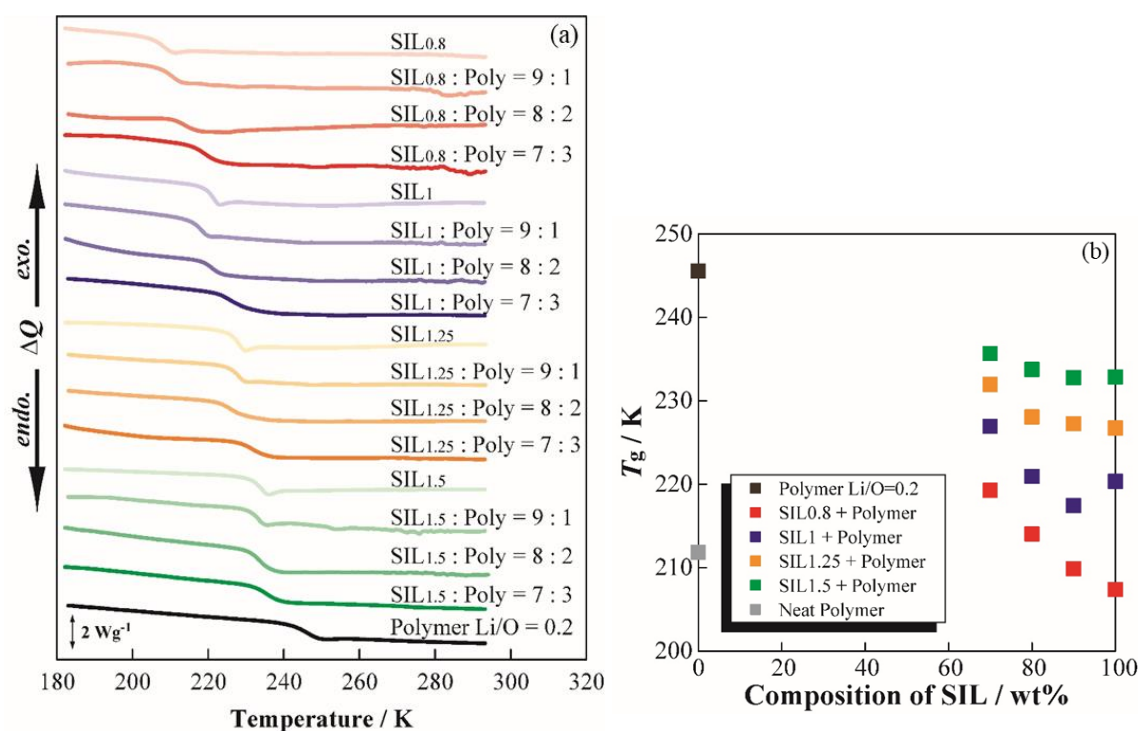 (a)
SIL0.8
SIL0.8 : Poly = 9 : 1
SIL0.8 : Poly = 8 : 2
SIL0.8 : Poly = 7 : 3
SIL1
SIL1 : Poly = 9 : 1
SIL1 : Poly = 8 : 2
SIL1 : Poly = 7 : 3
SIL1.25
SIL1.25 : Poly = 9 : 1
SIL1.25 : Poly = 8 : 2
SIL1.25 : Poly = 7 : 3
SIL1.5
SIL1.5 : Poly = 9 : 1
SIL1.5 : Poly = 8 : 2
SIL1.5 : Poly = 7 : 3
Polymer Li/O = 0.2
exo.
ΔQ
endo.
2 Wg-1
180 200 220 240 260 280 300 320
Temperature / K
(b)
250
240
230
220
210
200
Tg / K
Polymer Li/O=0.2
SIL0.8 + Polymer
SIL1 + Polymer
SIL1.25 + Polymer
SIL1.5 + Polymer
Neat Polymer
0 20 40 60 80 100
Composition of SIL / wt%